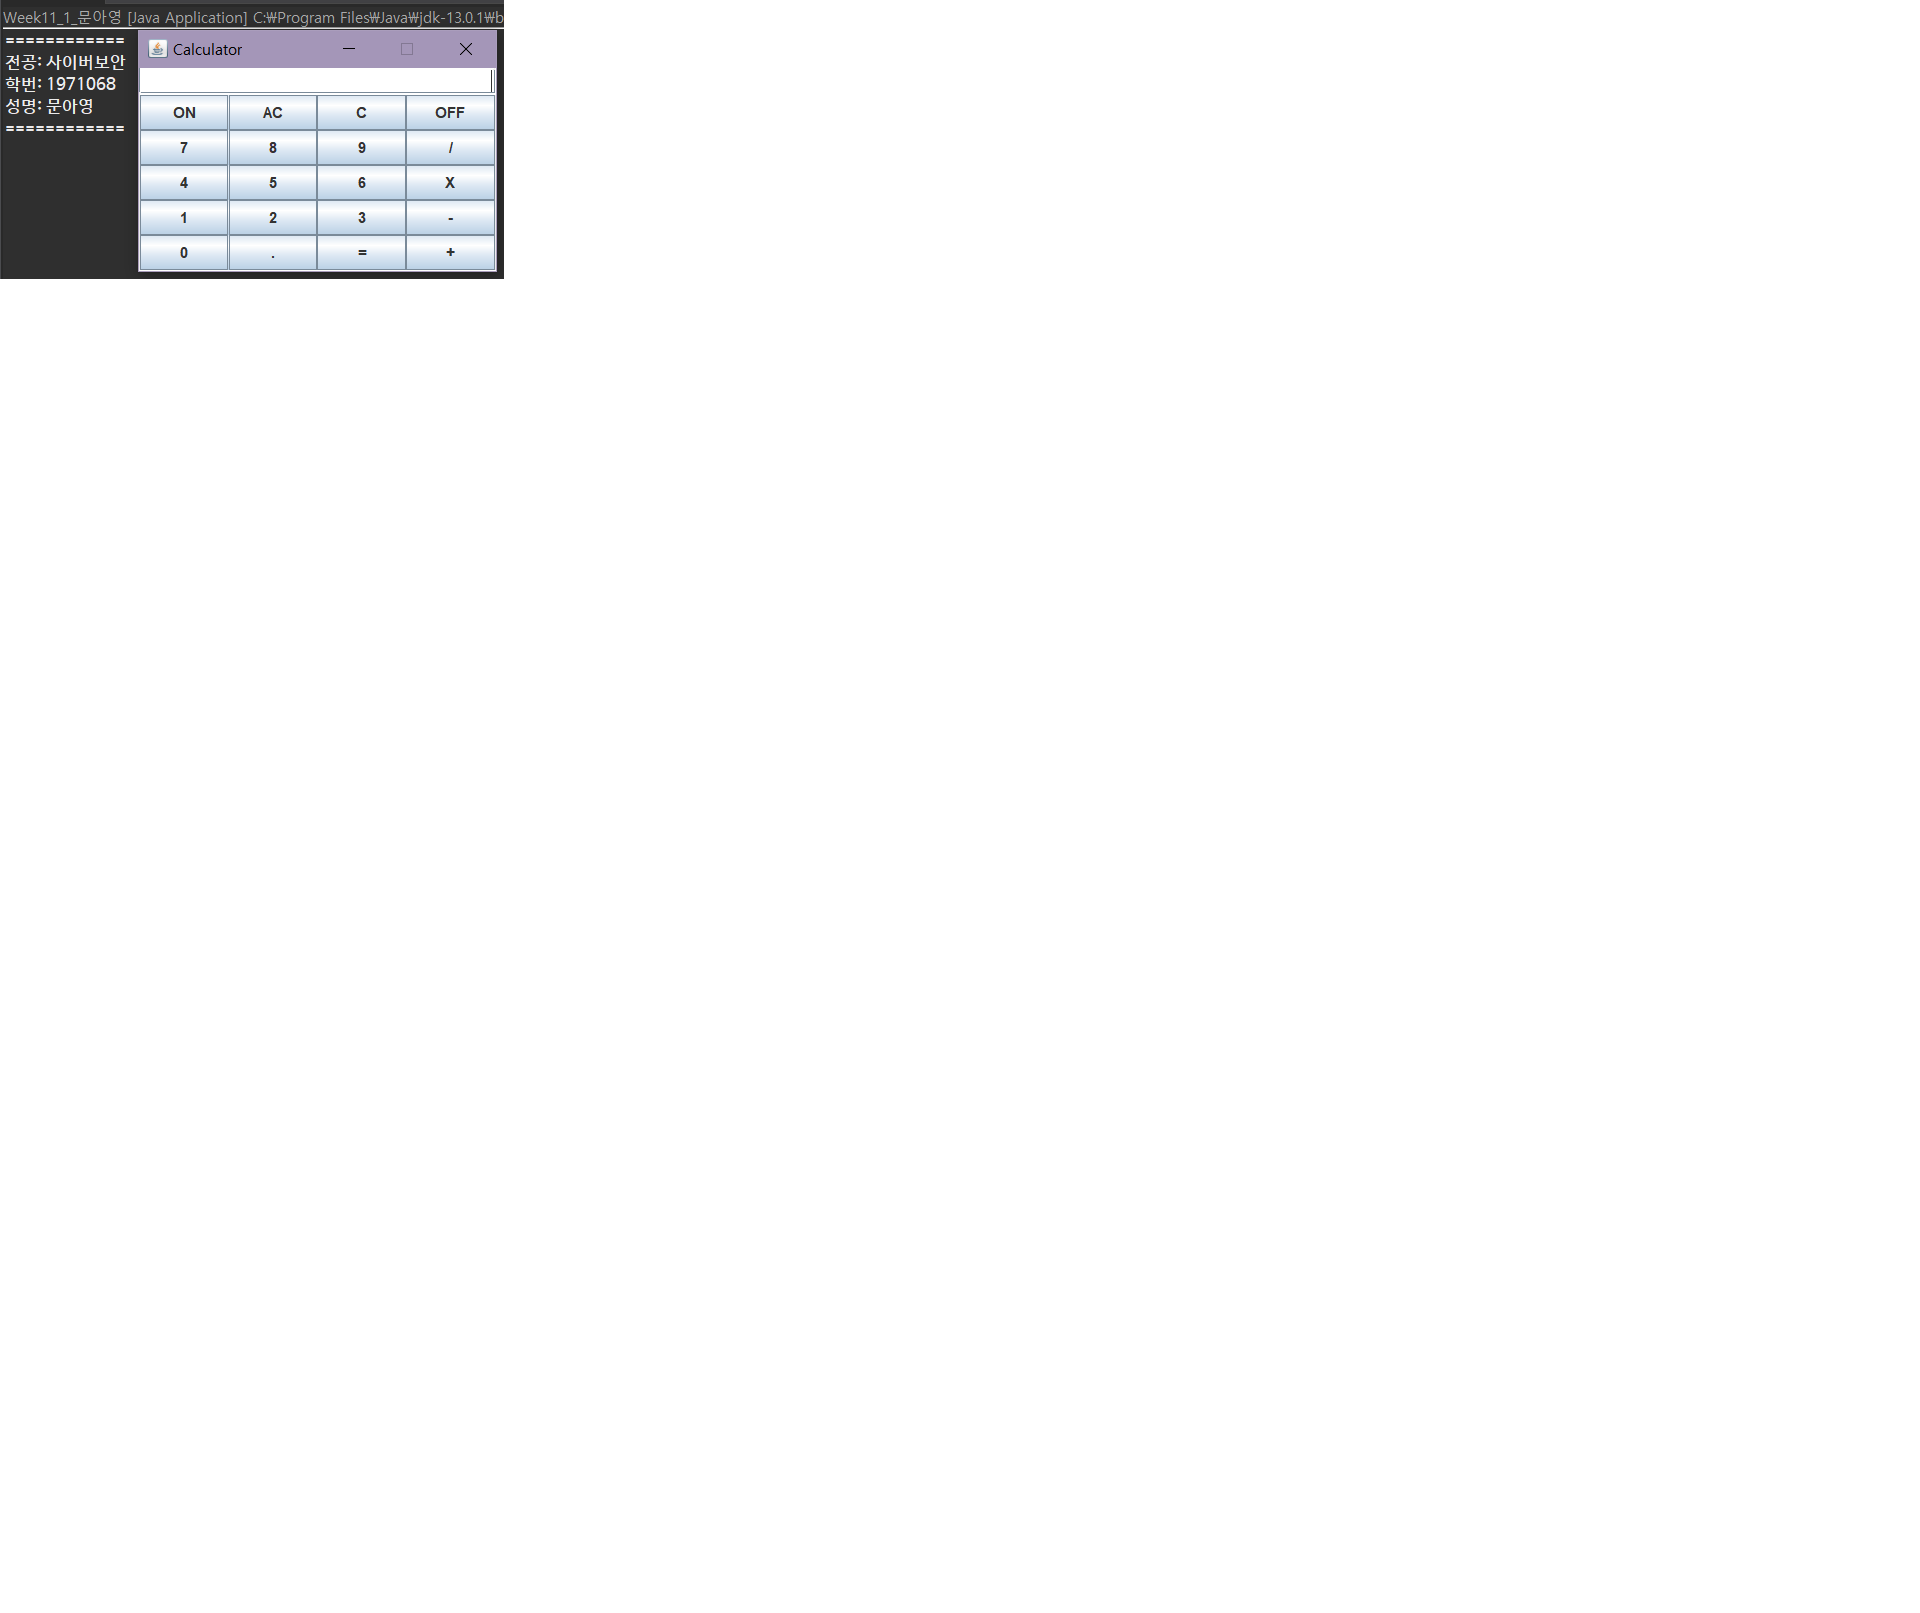 Week11_1_문아영 [Java Application] C:₩Program Files₩Java₩jdk-13.0.1₩b
============
전공: 사이버보안
학번: 1971068
성명: 문아영
============
Calculator
ON AC C OFF
7 8 9 /
4 5 6 X
1 2 3 -
0 . = +